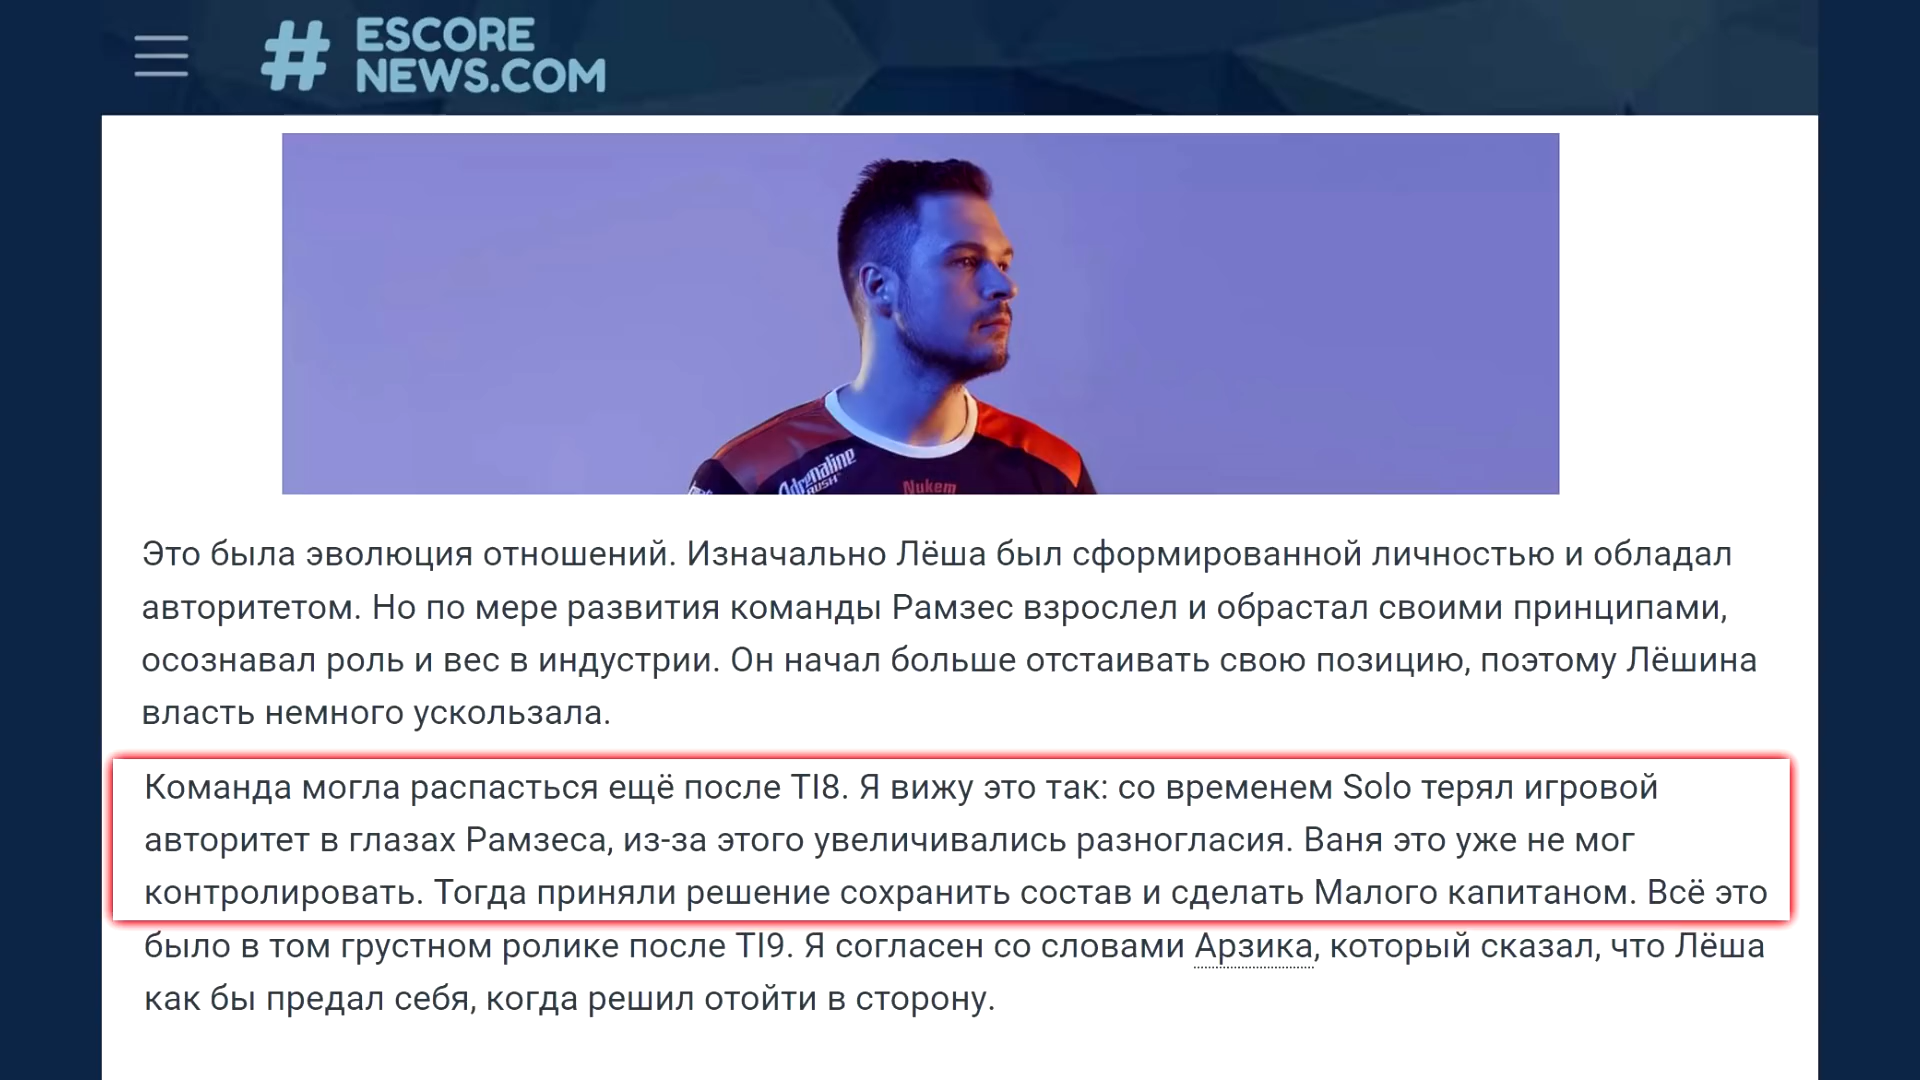 ESCORE
NEWS.COM
Adrenaline
RUSH
Nukem
Это была эволюция отношений. Изначально Лёша был сформированной личностью и обладал
авторитетом. Но по мере развития команды Рамзес взрослел и обрастал своими принципами,
осознавал роль и вес в индустрии. Он начал больше отстаивать свою позицию, поэтому Лёшина
власть немного ускользала.
Команда могла распасться ещё после TI8. Я вижу это так: со временем Solo терял игровой
авторитет в глазах Рамзеса, из-за этого увеличивались разногласия. Ваня это уже не мог
контролировать. Тогда приняли решение сохранить состав и сделать Малого капитаном. Всё это
было в том грустном ролике после TI9. Я согласен со словами Арзика, который сказал, что Лёша
как бы предал себя, когда решил отойти в сторону.